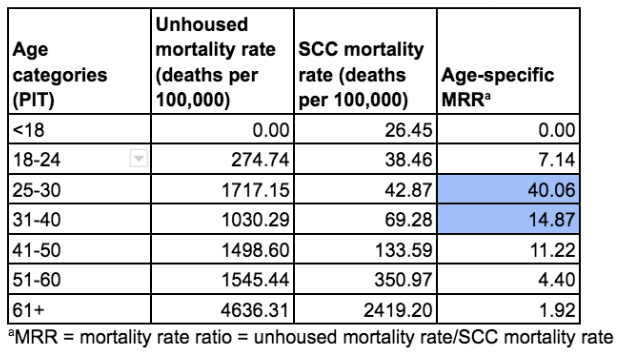 Age categories (PIT) | Unhoused mortality rate (deaths per 100,000) | SCC mortality rate (deaths per 100,000) | Age-specific MRRᵃ
<18 | 0.00 | 26.45 | 0.00
18-24 | 274.74 | 38.46 | 7.14
25-30 | 1717.15 | 42.87 | 40.06
31-40 | 1030.29 | 69.28 | 14.87
41-50 | 1498.60 | 133.59 | 11.22
51-60 | 1545.44 | 350.97 | 4.40
61+ | 4636.31 | 2419.20 | 1.92
ᵃMRR = mortality rate ratio = unhoused mortality rate/SCC mortality rate